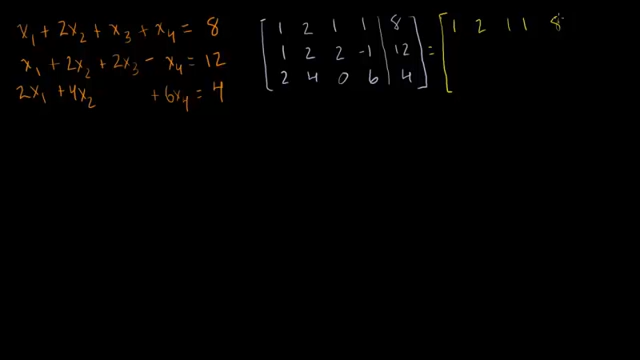 x₁ + 2x₂ + x₃ + x₄ = 8
x₁ + 2x₂ + 2x₃ - x₄ = 12
2x₁ + 4x₂ + 6x₄ = 4
[ 1 2 1 1 | 8 ] = [ 1 2 1 1 8
1 2 2 -1 | 12
2 4 0 6 | 4